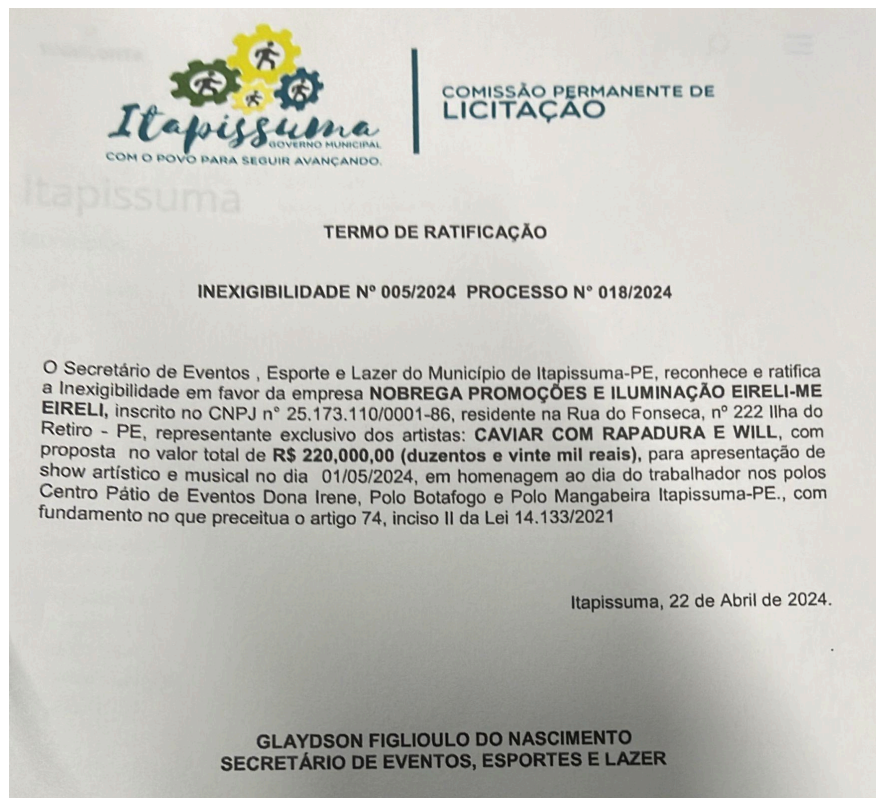 Itapissuma
GOVERNO MUNICIPAL
COM O POVO PARA SEGUIR AVANÇANDO.
COMISSÃO PERMANENTE DE
LICITAÇÃO
Itapissuma
TERMO DE RATIFICAÇÃO
INEXIGIBILIDADE Nº 005/2024 PROCESSO N° 018/2024
O Secretário de Eventos , Esporte e Lazer do Município de Itapissuma-PE, reconhece e ratifica
a Inexigibilidade em favor da empresa NOBREGA PROMOÇÕES E ILUMINAÇÃO EIRELI-ME
EIRELI, inscrito no CNPJ n° 25.173.110/0001-86, residente na Rua do Fonseca, nº 222 Ilha do
Retiro - PE, representante exclusivo dos artistas: CAVIAR COM RAPADURA E WILL, com
proposta no valor total de R$ 220,000,00 (duzentos e vinte mil reais), para apresentação de
show artístico e musical no dia 01/05/2024, em homenagem ao dia do trabalhador nos polos
Centro Pátio de Eventos Dona Irene, Polo Botafogo e Polo Mangabeira Itapissuma-PE., com
fundamento no que preceitua o artigo 74, inciso II da Lei 14.133/2021
Itapissuma, 22 de Abril de 2024.
GLAYDSON FIGLIOULO DO NASCIMENTO
SECRETÁRIO DE EVENTOS, ESPORTES E LAZER